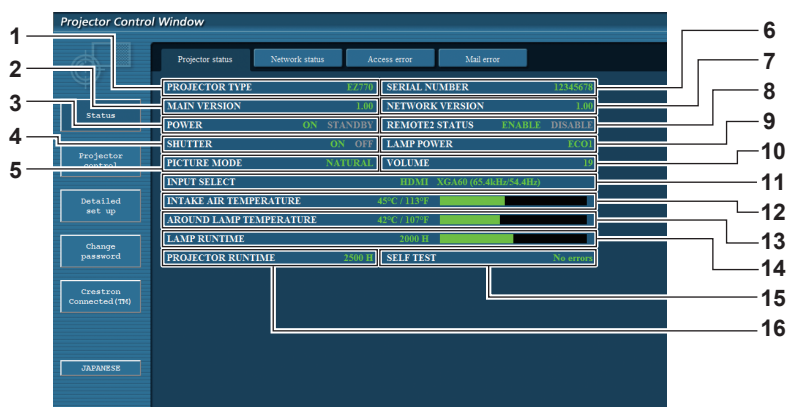 Projector Control Window
Projector status Network status Access error Mail error
Status
Projector control
Detailed set up
Change password
Crestron Connected(TM)
JAPANESE
PROJECTOR TYPE EZ770 SERIAL NUMBER 12345678
MAIN VERSION 1.00 NETWORK VERSION 1.00
POWER ON STANDBY REMOTE2 STATUS ENABLE DISABLE
SHUTTER ON OFF LAMP POWER ECO1
PICTURE MODE NATURAL VOLUME 19
INPUT SELECT HDMI XGA60 (65.4kHz/54.4Hz)
INTAKE AIR TEMPERATURE 45°C / 113°F
AROUND LAMP TEMPERATURE 42°C / 107°F
LAMP RUNTIME 2000 H
PROJECTOR RUNTIME 2500 H SELF TEST No errors
1
2
3
4
5
6
7
8
9
10
11
12
13
14
15
16